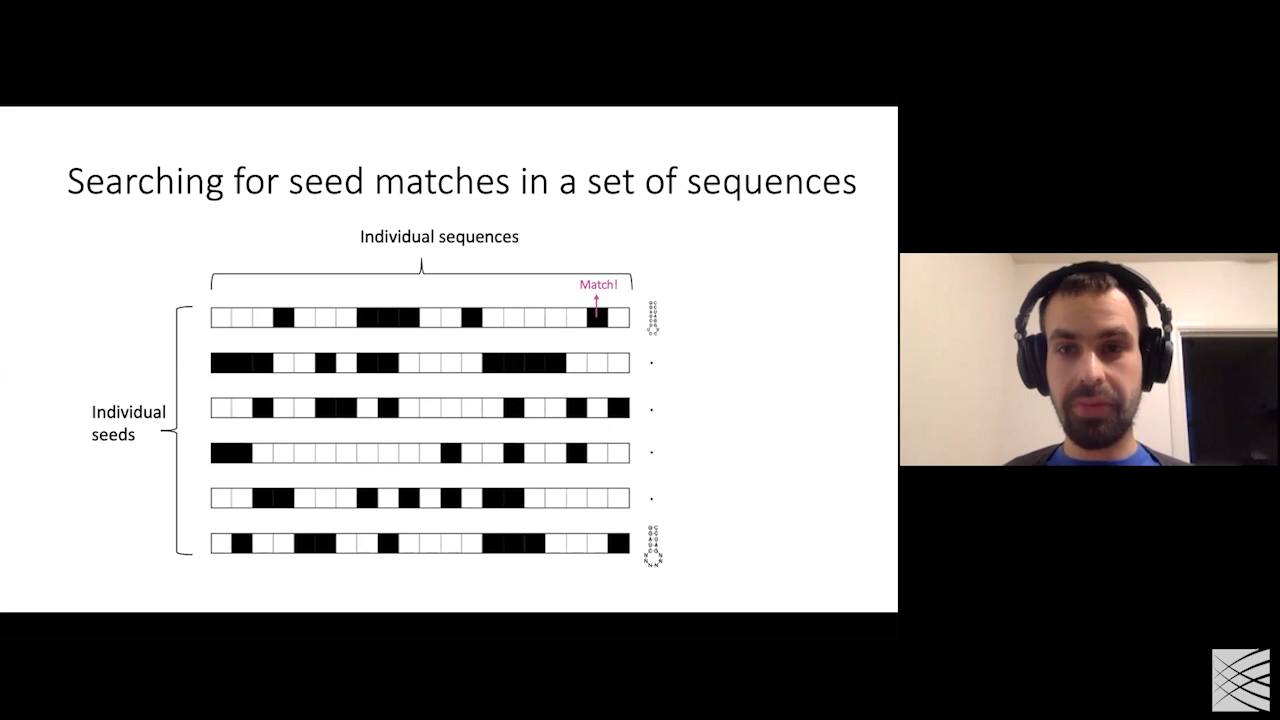 Searching for seed matches in a set of sequences
Individual sequences
Match!
Individual
seeds